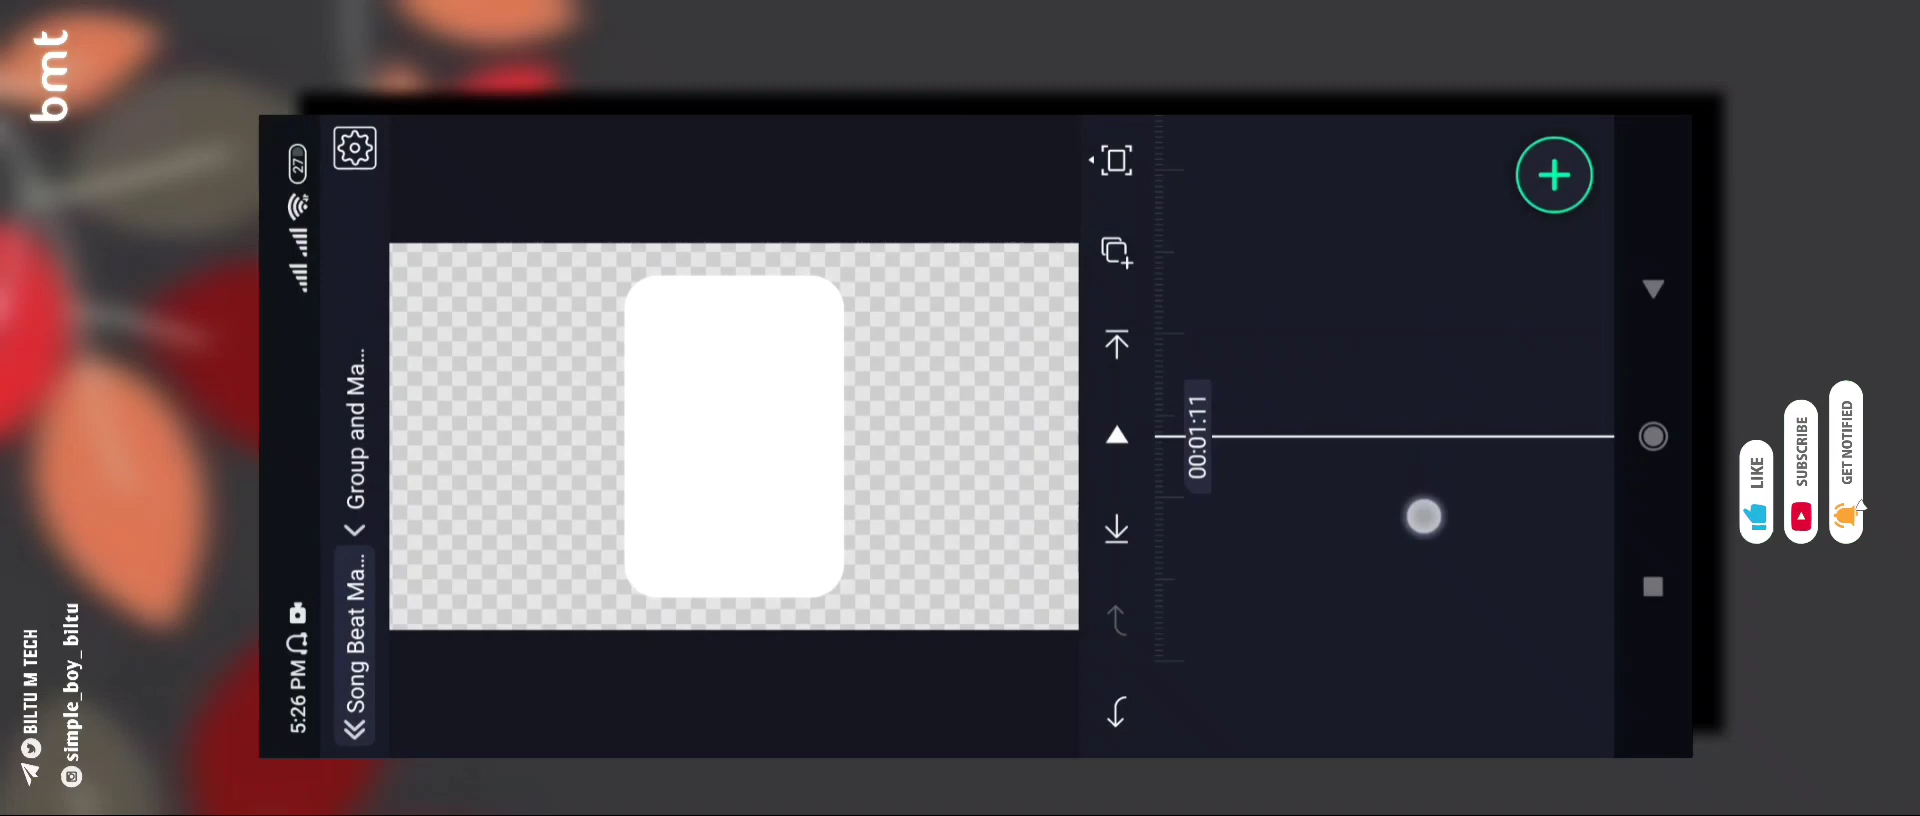 bmt
BILTU M TECH
simple_boy_biltu
5:26 PM
27
Song Beat Ma...
Group and Ma...
00:01:11
LIKE
SUBSCRIBE
GET NOTIFIED